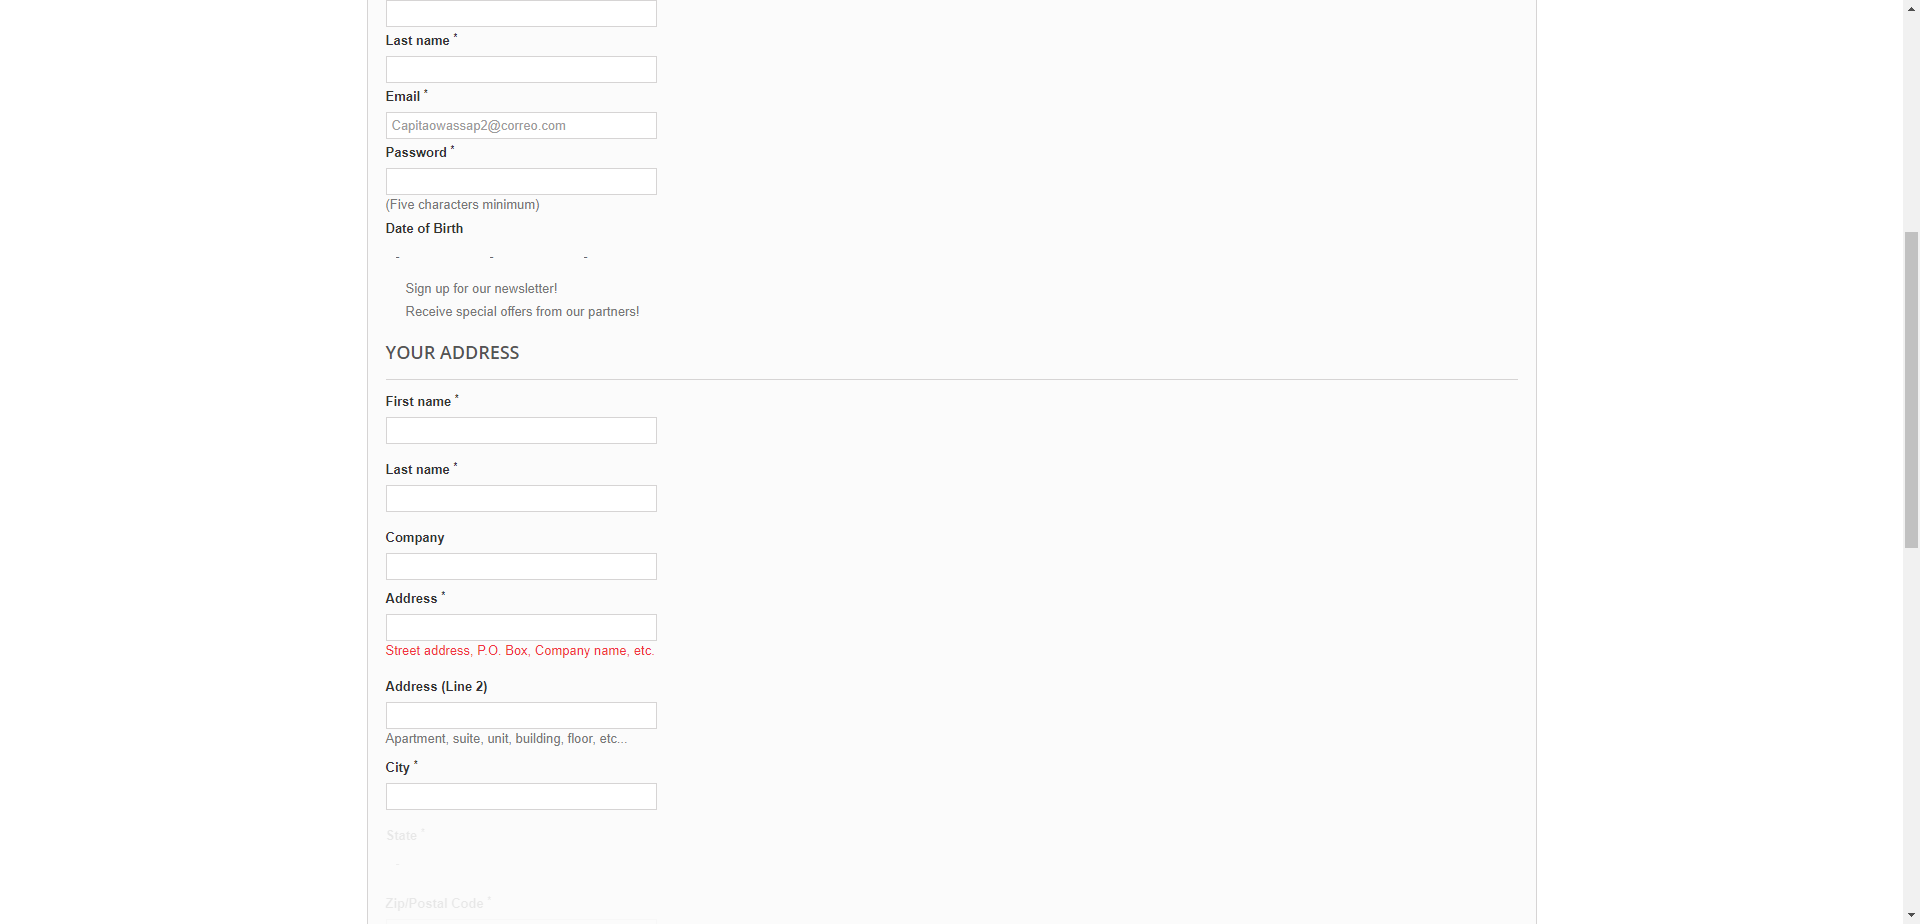 Last name *
Email *
Capitaowassap2@correo.com
Password *
(Five characters minimum)
Date of Birth
- - -
Sign up for our newsletter!
Receive special offers from our partners!
YOUR ADDRESS
First name *
Last name *
Company
Address *
Street address, P.O. Box, Company name, etc.
Address (Line 2)
Apartment, suite, unit, building, floor, etc...
City *
State *
-
Zip/Postal Code *